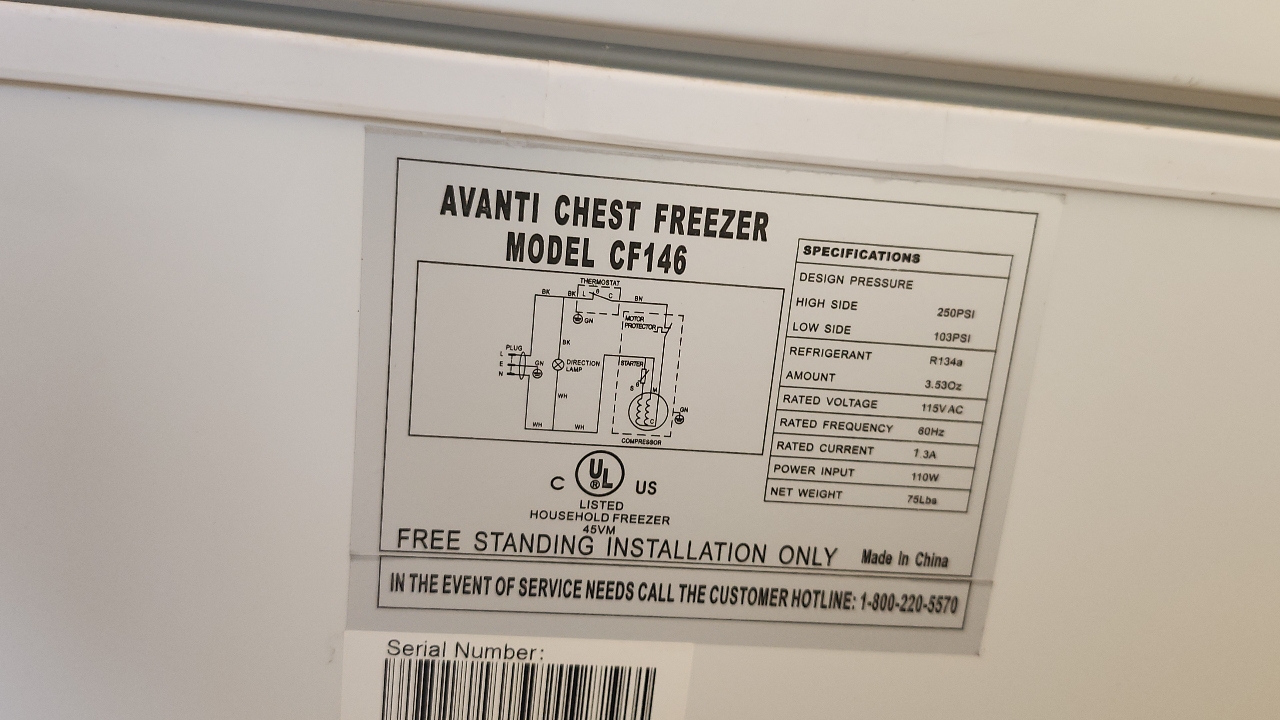 AVANTI CHEST FREEZER
MODEL CF146
THERMOSTAT
BK
BK
L
6
C
BN
GN
MOTOR
PROTECTOR
BK
PLUG
L
E
N
GN
DIRECTION
LAMP
STARTER
S
M
C
GN
WH
WH
WH
COMPRESSOR
SPECIFICATIONS
DESIGN PRESSURE
HIGH SIDE 250PSI
LOW SIDE 103PSI
REFRIGERANT R134a
AMOUNT 3.53Oz
RATED VOLTAGE 115VAC
RATED FREQUENCY 60Hz
RATED CURRENT 1.3A
POWER INPUT 110W
NET WEIGHT 75Lbs
C UL ® US
LISTED
HOUSEHOLD FREEZER
45VM
FREE STANDING INSTALLATION ONLY Made In China
IN THE EVENT OF SERVICE NEEDS CALL THE CUSTOMER HOTLINE: 1-800-220-5570
Serial Number: